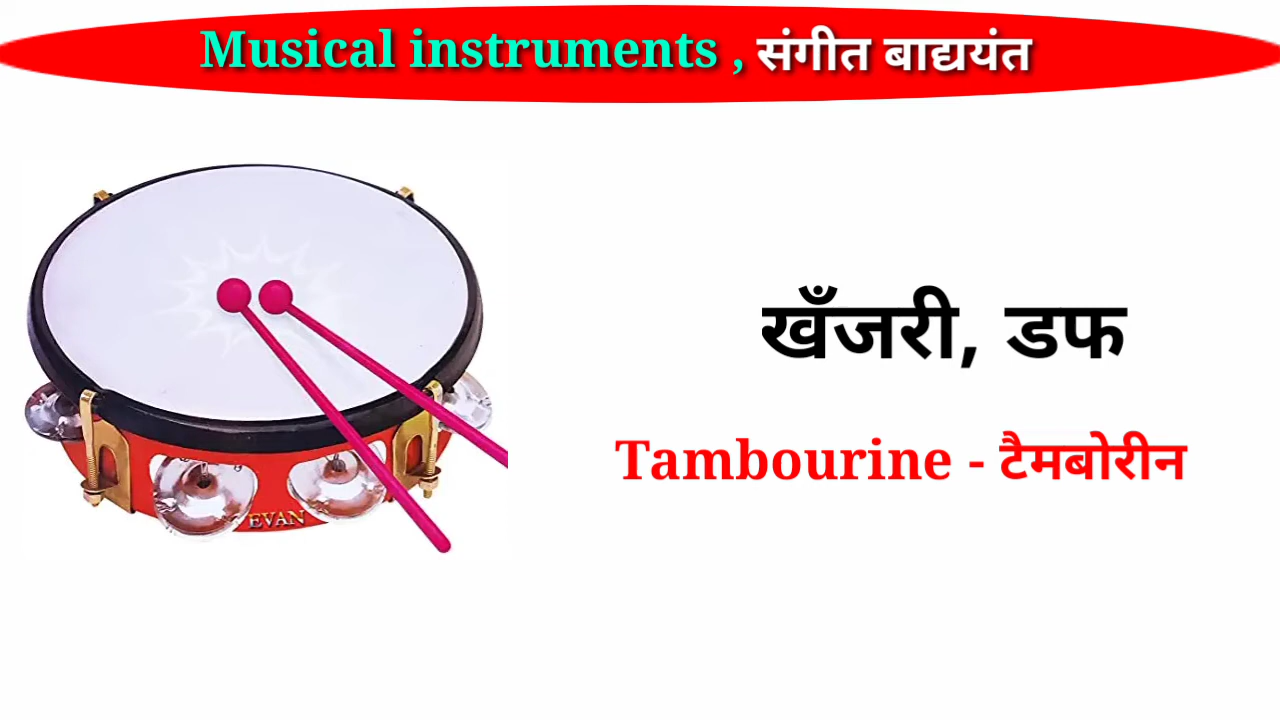 Musical instruments , संगीत बाद्ययंत
खँजरी, डफ
Tambourine - टैमबोरीन
EVAN